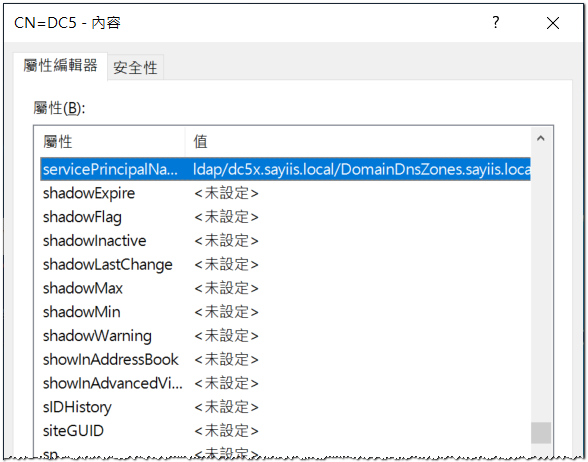 CN=DC5 - 內容 ?
屬性編輯器 安全性
屬性(B):
屬性 值
servicePrincipalNa... ldap/dc5x.sayiis.local/DomainDnsZones.sayiis.loca
shadowExpire <未設定>
shadowFlag <未設定>
shadowInactive <未設定>
shadowLastChange <未設定>
shadowMax <未設定>
shadowMin <未設定>
shadowWarning <未設定>
showInAddressBook <未設定>
showInAdvancedVi... <未設定>
sIDHistory <未設定>
siteGUID <未設定>
sn <未設定>